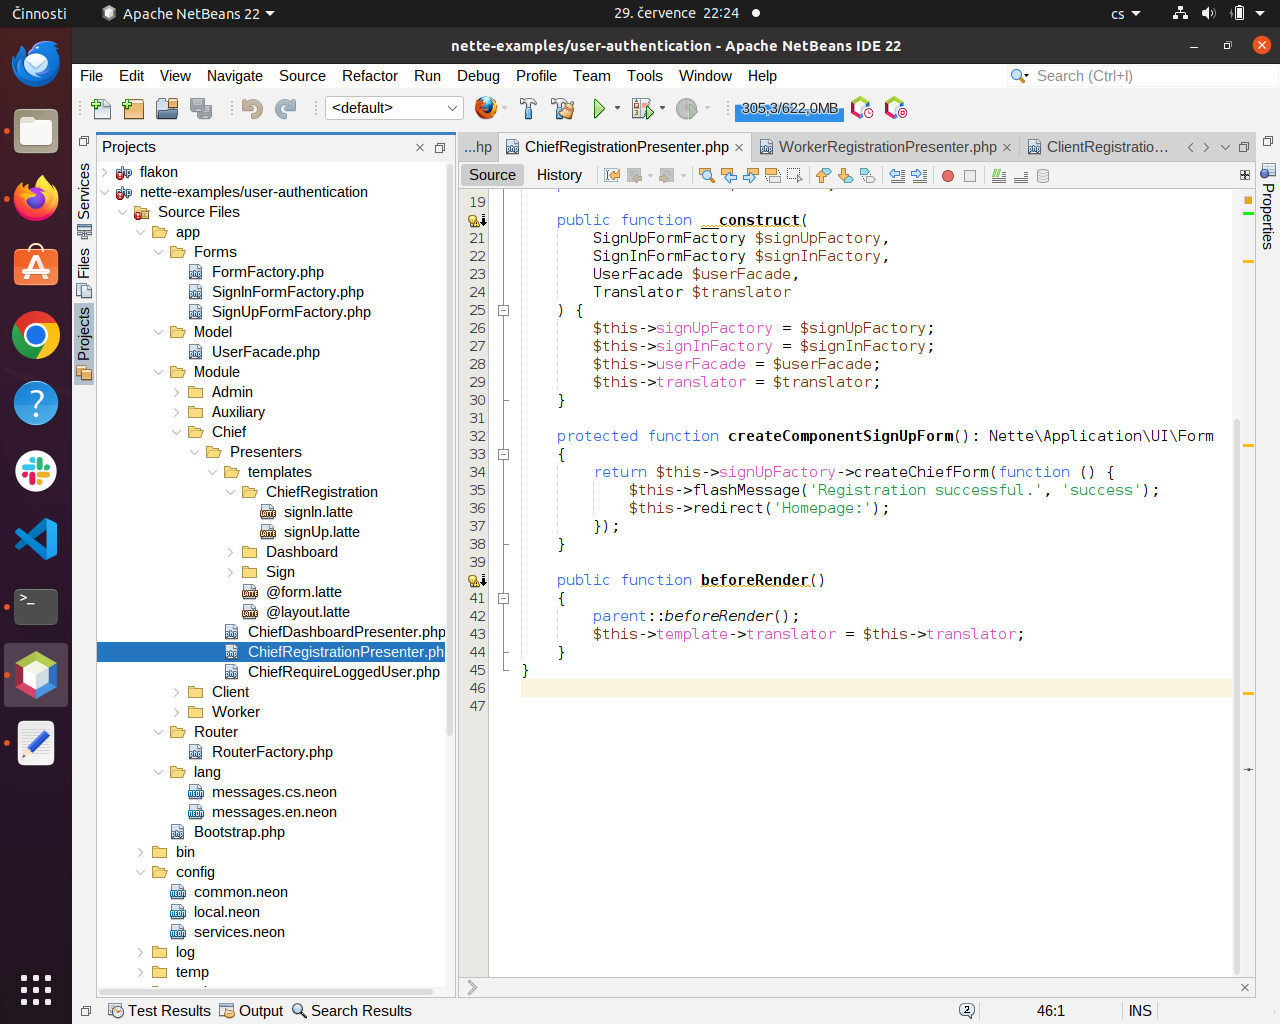 Činnosti
Apache NetBeans 22
29. července 22:24
cs
nette-examples/user-authentication - Apache NetBeans IDE 22
File Edit View Navigate Source Refactor Run Debug Profile Team Tools Window Help
Search (Ctrl+I)
<default>
305,3/622,0MB
Services
Files
Projects
Projects
flakon
nette-examples/user-authentication
Source Files
app
Forms
FormFactory.php
SignInFormFactory.php
SignUpFormFactory.php
Model
UserFacade.php
Module
Admin
Auxiliary
Chief
Presenters
templates
ChiefRegistration
signIn.latte
signUp.latte
Dashboard
Sign
@form.latte
@layout.latte
ChiefDashboardPresenter.php
ChiefRegistrationPresenter.ph
ChiefRequireLoggedUser.php
Client
Worker
Router
RouterFactory.php
lang
messages.cs.neon
messages.en.neon
Bootstrap.php
bin
config
common.neon
local.neon
services.neon
log
temp
...hp ChiefRegistrationPresenter.php WorkerRegistrationPresenter.php ClientRegistratio...
Source History
Properties
19
public function __construct(
21 SignUpFormFactory $signUpFactory,
22 SignInFormFactory $signInFactory,
23 UserFacade $userFacade,
24 Translator $translator
25 ) {
26 $this->signUpFactory = $signUpFactory;
27 $this->signInFactory = $signInFactory;
28 $this->userFacade = $userFacade;
29 $this->translator = $translator;
30 }
31
32 protected function createComponentSignUpForm(): Nette\Application\UI\Form
33 {
34 return $this->signUpFactory->createChiefForm(function () {
35 $this->flashMessage('Registration successful.', 'success');
36 $this->redirect('Homepage:');
37 });
38 }
39
public function beforeRender()
41 {
42 parent::beforeRender();
43 $this->template->translator = $this->translator;
44 }
45 }
46
47
Test Results Output Search Results
2
46:1
INS